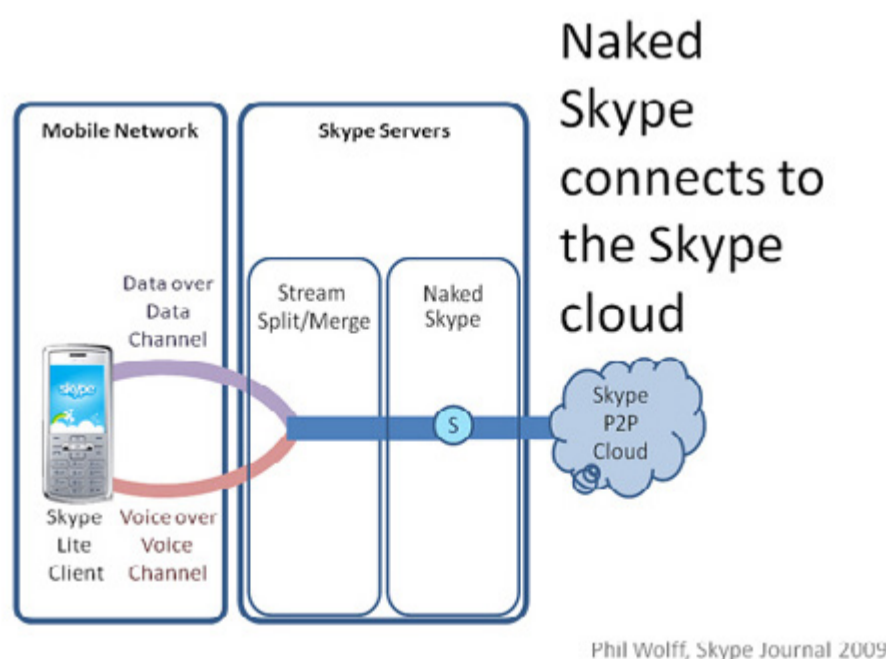 Naked
Skype
connects to
the Skype
cloud
Mobile Network
Skype Servers
Data over
Data
Channel
Stream
Split/Merge
Naked
Skype
skype
S
Skype
P2P
Cloud
Skype
Lite
Client
Voice over
Voice
Channel
Phil Wolff, Skype Journal 2009